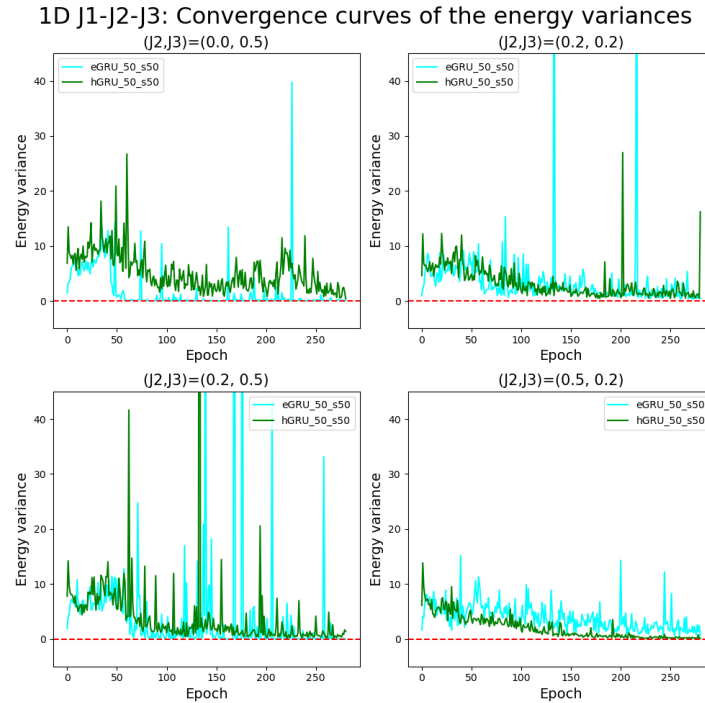 1D J1-J2-J3: Convergence curves of the energy variances
(J2,J3)=(0.0, 0.5)
eGRU_50_s50
hGRU_50_s50
Energy variance
40
30
20
10
0
0 50 100 150 200 250
Epoch
(J2,J3)=(0.2, 0.2)
eGRU_50_s50
hGRU_50_s50
Energy variance
40
30
20
10
0
0 50 100 150 200 250
Epoch
(J2,J3)=(0.2, 0.5)
eGRU_50_s50
hGRU_50_s50
Energy variance
40
30
20
10
0
0 50 100 150 200 250
Epoch
(J2,J3)=(0.5, 0.2)
eGRU_50_s50
hGRU_50_s50
Energy variance
40
30
20
10
0
0 50 100 150 200 250
Epoch